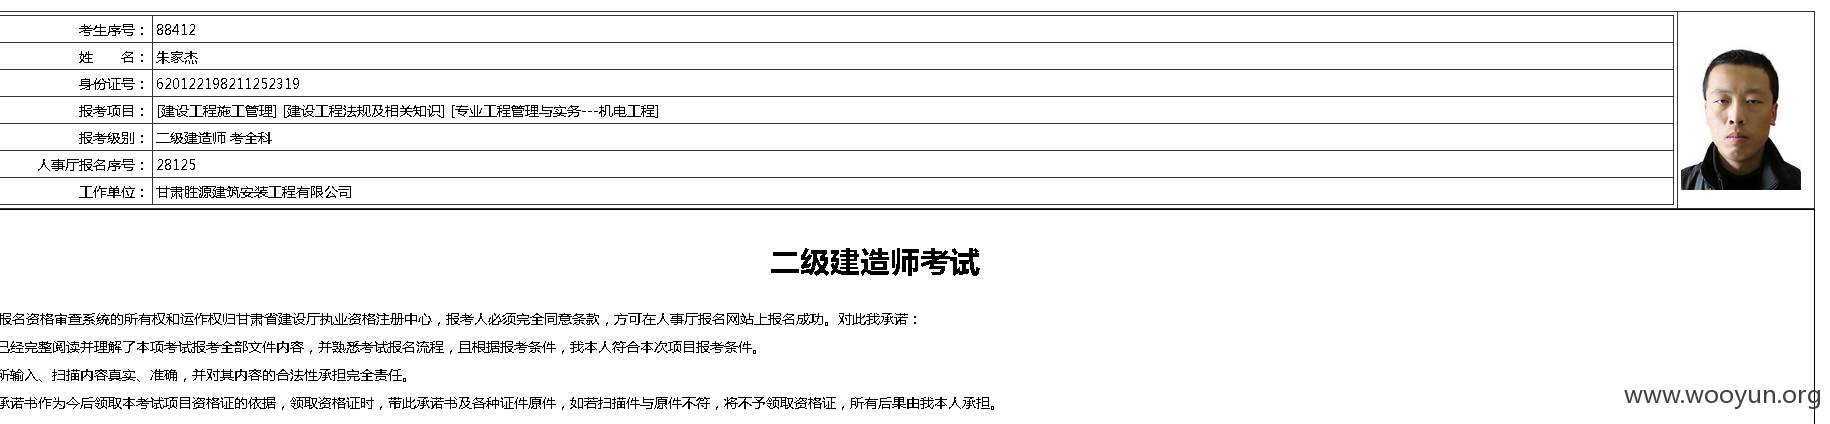 考生序号： 88412
姓 名： 朱家杰
身份证号： 620122198211252319
报考项目： [建设工程施工管理] [建设工程法规及相关知识] [专业工程管理与实务---机电工程]
报考级别： 二级建造师 考全科
人事厅报名序号： 28125
工作单位： 甘肃胜源建筑安装工程有限公司
二级建造师考试
报名资格审查系统的所有权和运作权归甘肃省建设厅执业资格注册中心，报考人必须完全同意条款，方可在人事厅报名网站上报名成功。对此我承诺：
已经完整阅读并理解了本项考试报考全部文件内容，并熟悉考试报名流程，且根据报考条件，我本人符合本次项目报考条件。
所输入、扫描内容真实、准确，并对其内容的合法性承担完全责任。
承诺书作为今后领取本考试项目资格证的依据，领取资格证时，带此承诺书及各种证件原件，如若扫描件与原件不符，将不予领取资格证，所有后果由我本人承担。
www.wooyun.org